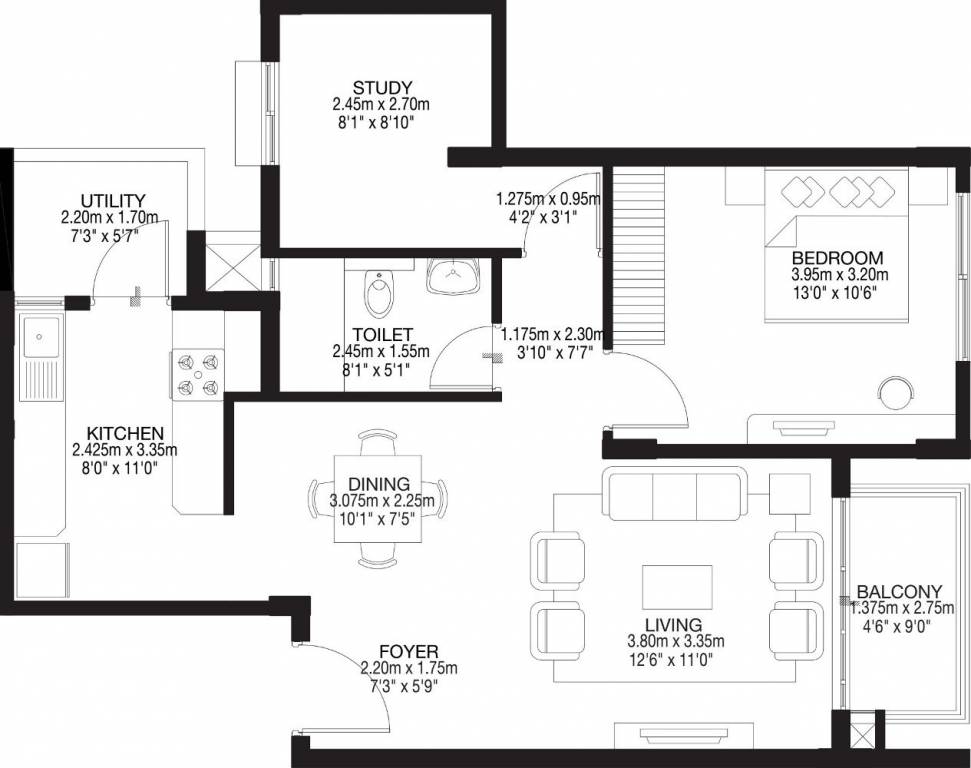 STUDY
2.45m x 2.70m
8'1" x 8'10"
UTILITY
2.20m x 1.70m
7'3" x 5'7"
1.275m x 0.95m
4'2" x 3'1"
BEDROOM
3.95m x 3.20m
13'0" x 10'6"
TOILET
2.45m x 1.55m
8'1" x 5'1"
1.175m x 2.30m
3'10" x 7'7"
KITCHEN
2.425m x 3.35m
8'0" x 11'0"
DINING
3.075m x 2.25m
10'1" x 7'5"
BALCONY
1.375m x 2.75m
4'6" x 9'0"
LIVING
3.80m x 3.35m
12'6" x 11'0"
FOYER
2.20m x 1.75m
7'3" x 5'9"